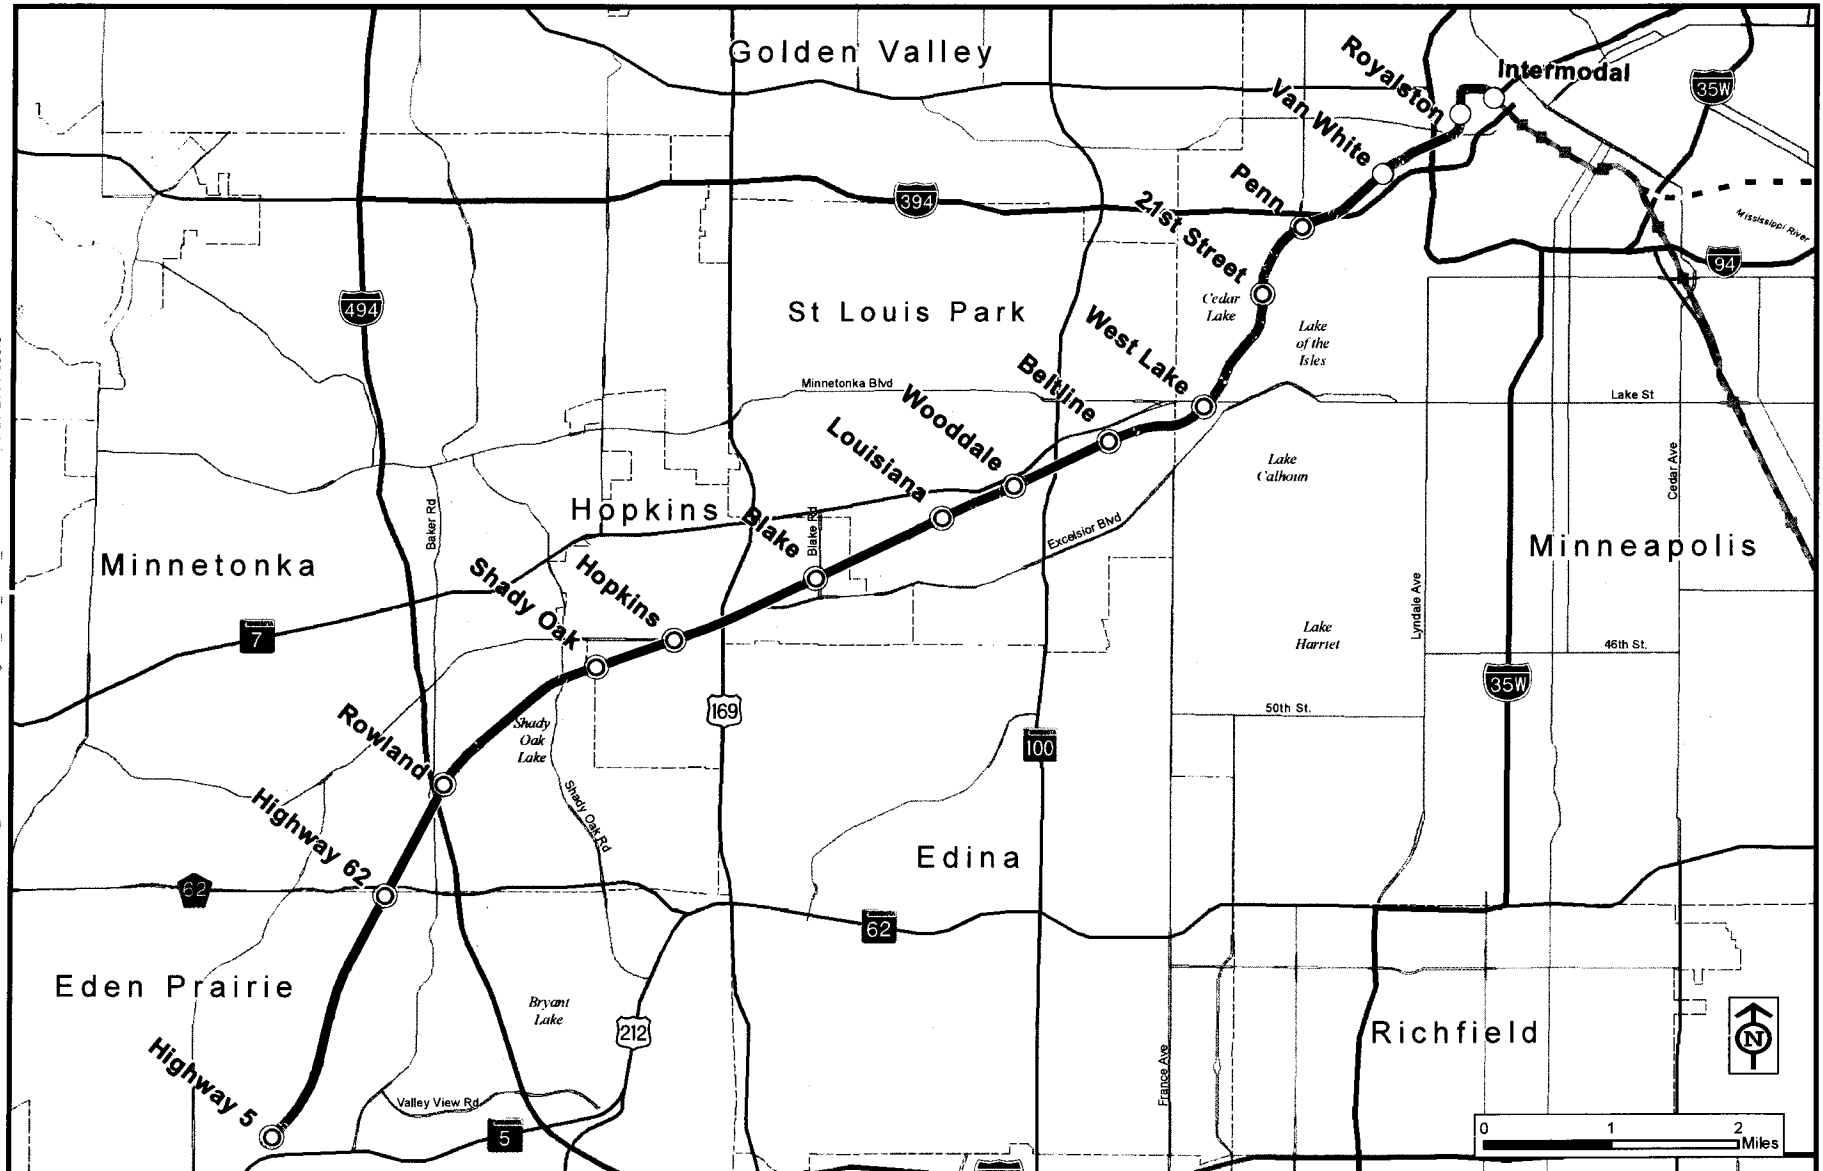 Golden Valley
Royalston
Intermodal
35W
Van White
Penn
394
21st Street
Mississippi River
94
Cedar
Lake
494
St Louis Park
West Lake
Lake
of the
Isles
Beltline
Minnetonka Blvd
Wooddale
Lake St
Louisiana
Lake
Calhoun
Cedar Ave
Hopkins
Blake
Blake Rd
Baker Rd
Excelsior Blvd
Minneapolis
Minnetonka
Shady Oak
Hopkins
Lyndale Ave
7
Lake
Harriet
46th St.
35W
169
50th St.
Rowland
Shady
Oak
Lake
100
Highway 62
Shady Oak Rd
Edina
62
62
Eden Prairie
Bryant
Lake
212
Richfield
N
Highway 5
France Ave
Valley View Rd
5
0 1 2
Miles